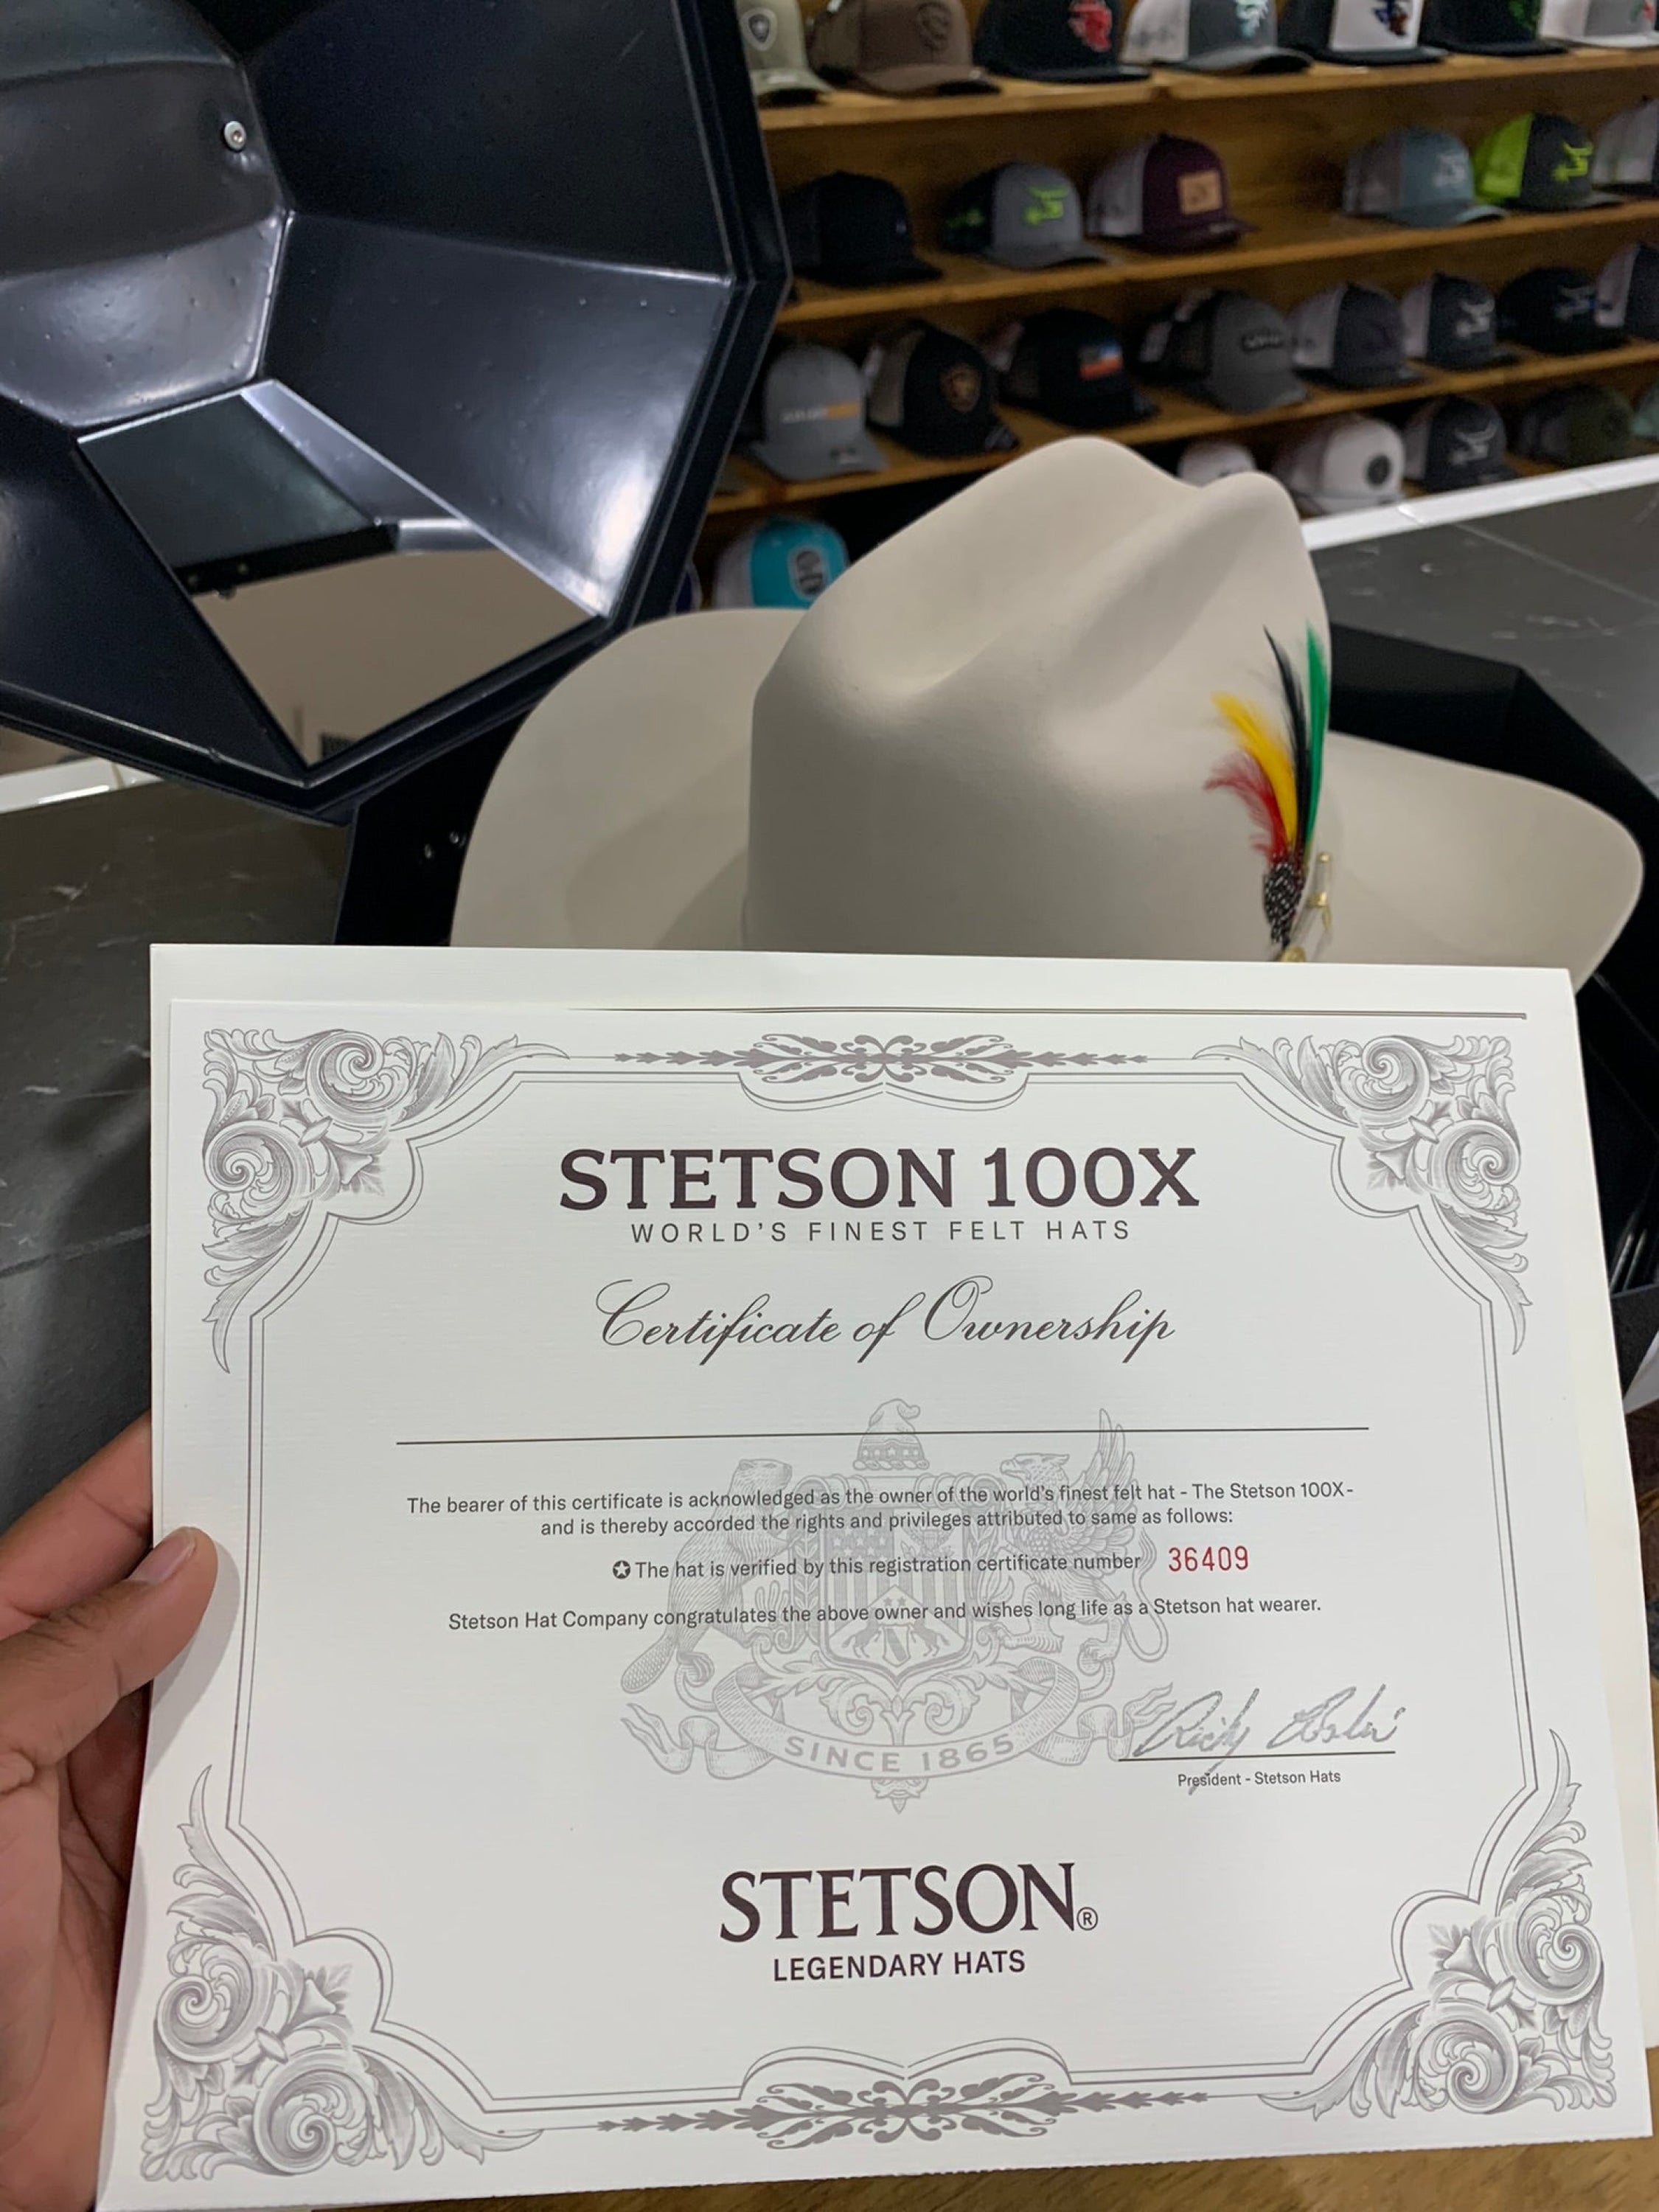 STETSON 100X
WORLD'S FINEST FELT HATS
Certificate of Ownership
The bearer of this certificate is acknowledged as the owner of the world's finest felt hat - The Stetson 100X-
and is thereby accorded the rights and privileges attributed to same as follows:
✪ The hat is verified by this registration certificate number 36409
Stetson Hat Company congratulates the above owner and wishes long life as a Stetson hat wearer.
SINCE 1865
President - Stetson Hats
STETSON®
LEGENDARY HATS